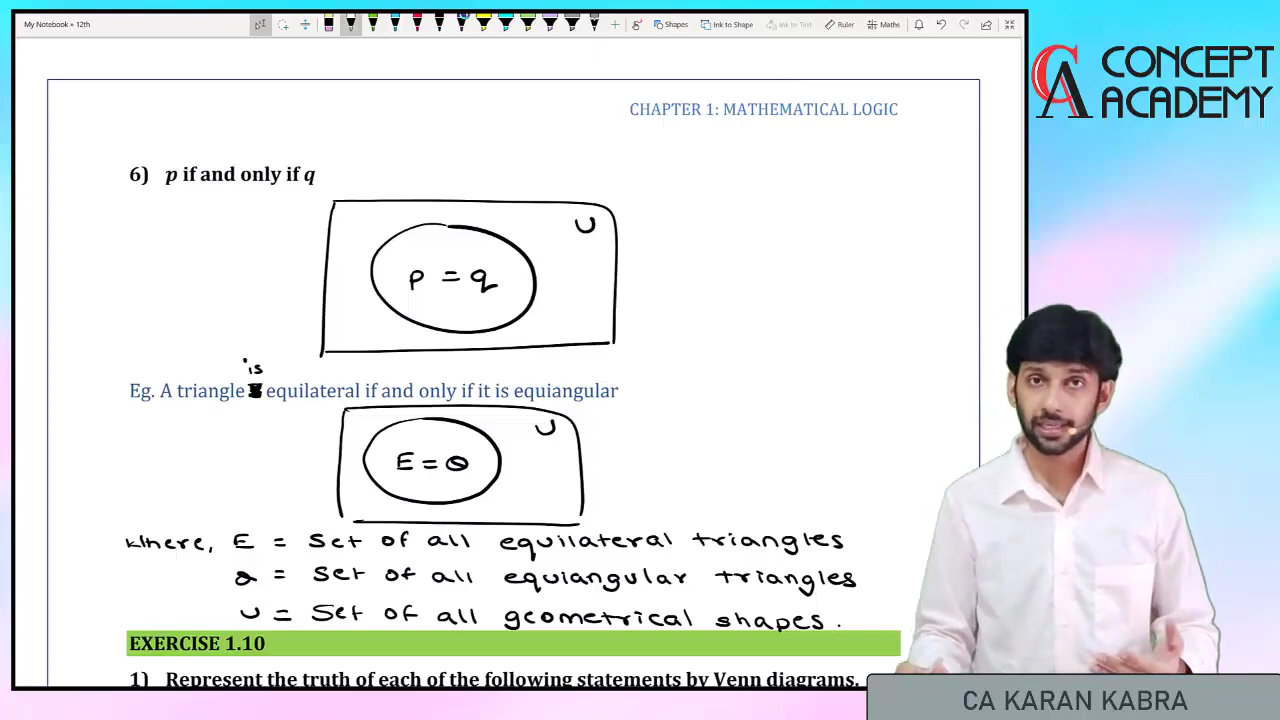 My Notebook > 12th
Shapes
Ink to Shape
Ink to Text
Ruler
Maths
CONCEPT
ACADEMY
CHAPTER 1: MATHEMATICAL LOGIC
6) p if and only if q
U
p = q
is
Eg. A triangle equilateral if and only if it is equiangular
U
E =
Where, E = Set of all equilateral triangles
= Set of all equiangular triangles
U = Set of all geometrical shapes.
EXERCISE 1.10
1) Represent the truth of each of the following statements by Venn diagrams.
CA KARAN KABRA